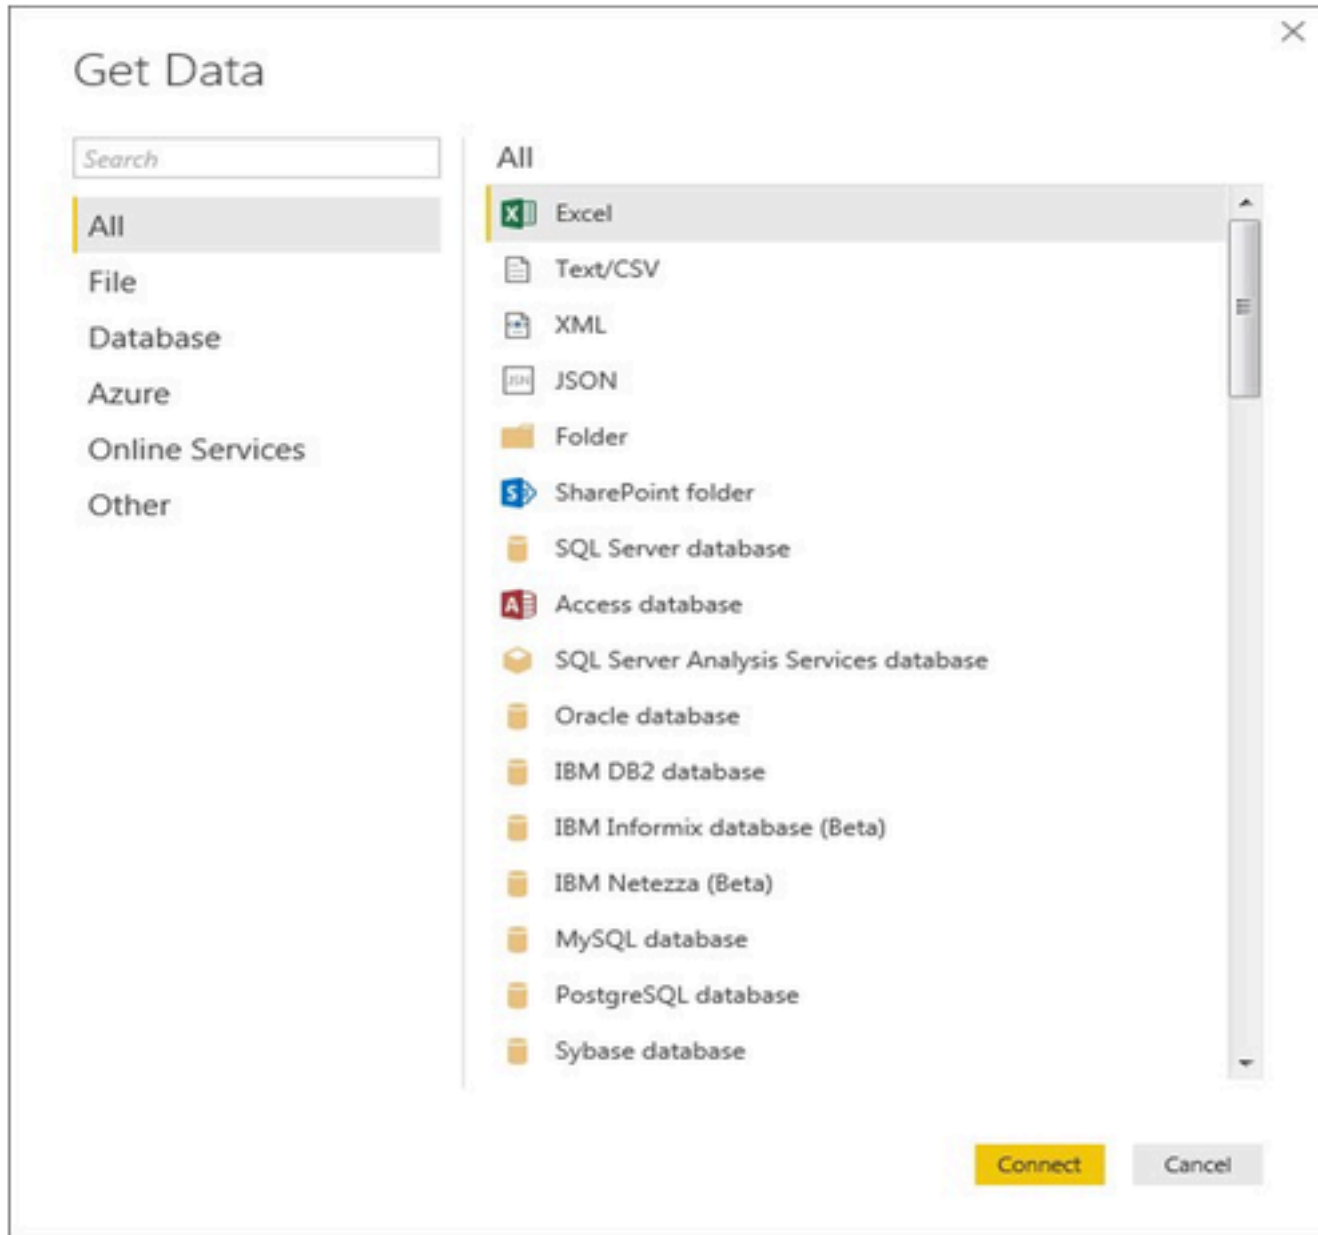 Get Data
Search
All
File
Database
Azure
Online Services
Other
All
Excel
Text/CSV
XML
JSON
Folder
SharePoint folder
SQL Server database
Access database
SQL Server Analysis Services database
Oracle database
IBM DB2 database
IBM Informix database (Beta)
IBM Netezza (Beta)
MySQL database
PostgreSQL database
Sybase database
Connect
Cancel